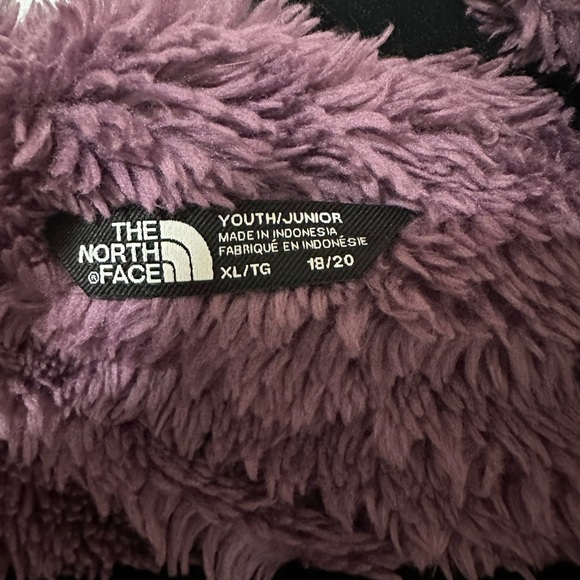 THE
NORTH
®FACE
YOUTH/JUNIOR
MADE IN INDONESIA
FABRIQUÉ EN INDONÉSIE
XL/TG 18/20